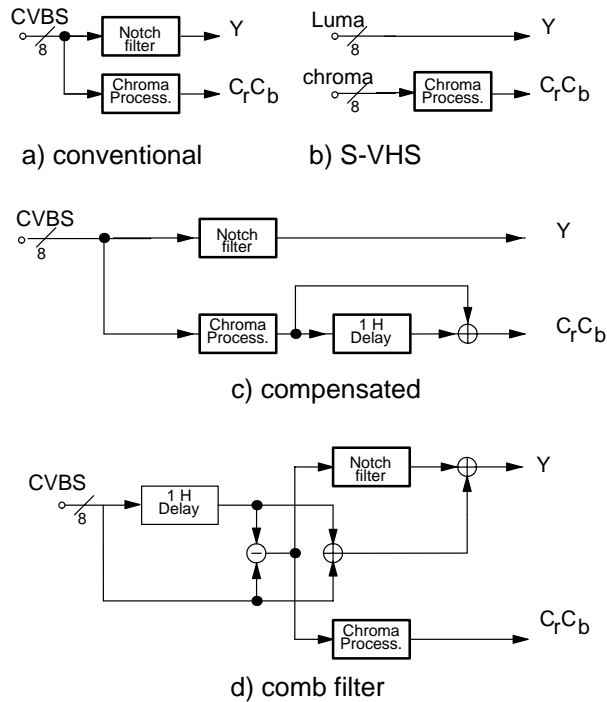 CVBS
8
Notch
filter
Y
Chroma
Process.
CrCb
a) conventional
Luma
8
Y
chroma
8
Chroma
Process.
CrCb
b) S-VHS
CVBS
8
Notch
filter
Y
Chroma
Process.
1 H
Delay
CrCb
c) compensated
CVBS
8
1 H
Delay
Notch
filter
Y
Chroma
Process.
CrCb
d) comb filter